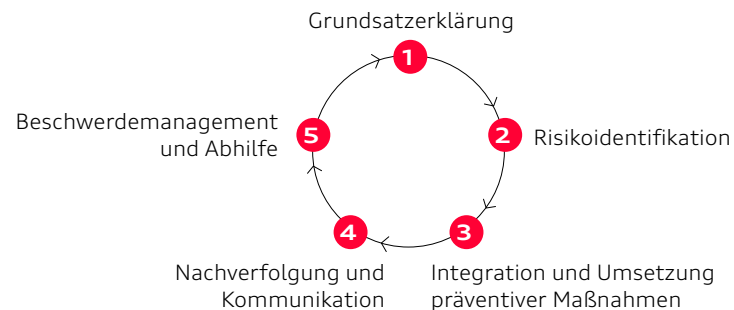 Grundsatzerklärung
1
2
Risikoidentifikation
3
Integration und Umsetzung
präventiver Maßnahmen
4
Nachverfolgung und
Kommunikation
5
Beschwerdemanagement
und Abhilfe